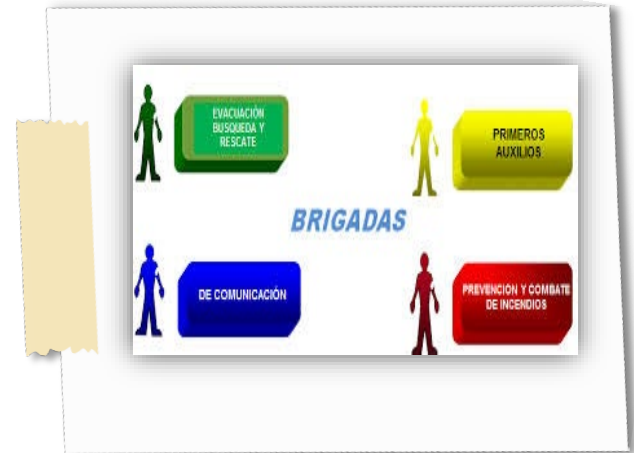 EVACUACIÓN
BUSQUEDA Y
RESCATE
PRIMEROS
AUXILIOS
BRIGADAS
DE COMUNICACIÓN
PREVENCIÓN Y COMBATE
DE INCENDIOS